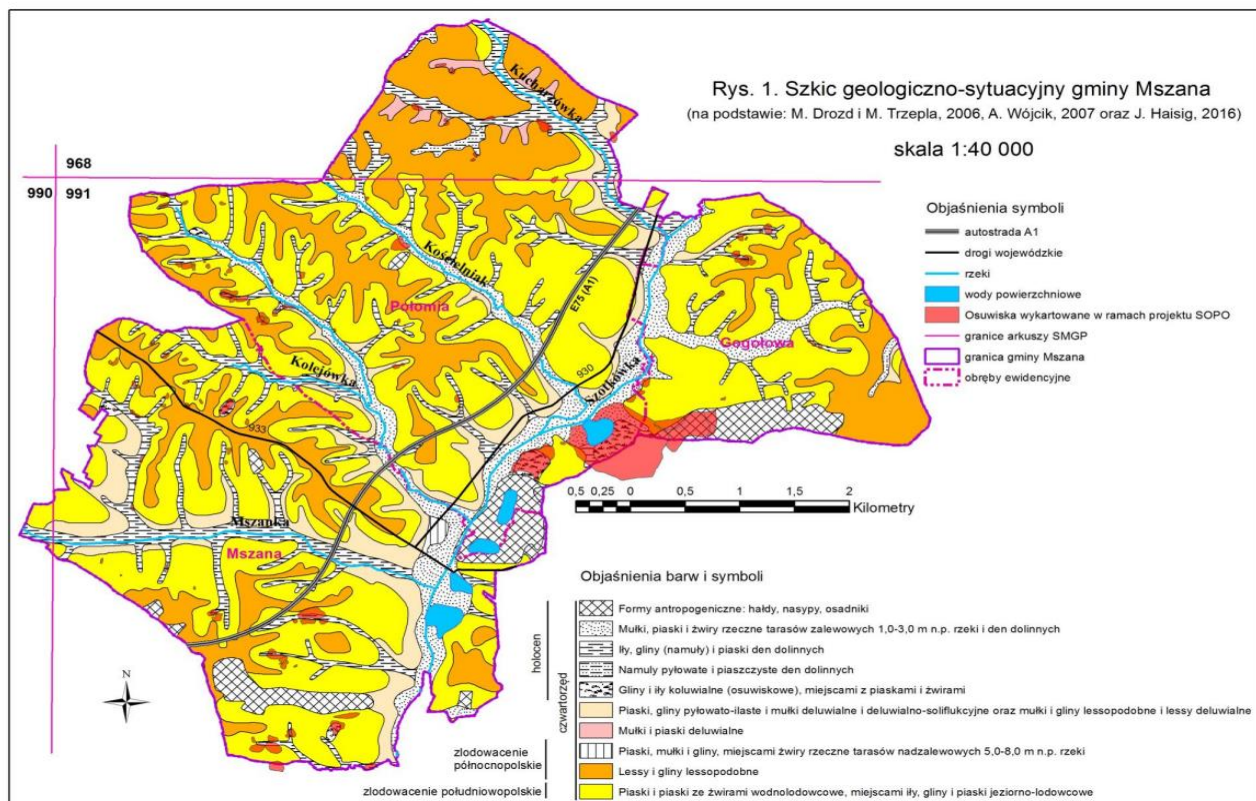 Rys. 1. Szkic geologiczno-sytuacyjny gminy Mszana
(na podstawie: M. Drozd i M. Trzepla, 2006, A. Wójcik, 2007 oraz J. Haisig, 2016)
skala 1:40 000
968
990 991
Kucharzówka
Kościelniak
Połomia
E75 (A1)
Gogołowa
930
Szotkówka
Kolejówka
933
Mszanka
Mszana
N
Objaśnienia symboli
autostrada A1
drogi wojewódzkie
rzeki
wody powierzchniowe
Osuwiska wykartowane w ramach projektu SOPO
granice arkuszy SMGP
granica gminy Mszana
obręby ewidencyjne
0,5 0,25 0 0,5 1 1,5 2
Kilometry
Objaśnienia barw i symboli
holocen
czwartorzęd
Formy antropogeniczne: hałdy, nasypy, osadniki
Mułki, piaski i żwiry rzeczne tarasów zalewowych 1,0-3,0 m n.p. rzeki i den dolinnych
Iły, gliny (namuły) i piaski den dolinnych
Namuly pyłowate i piaszczyste den dolinnych
Gliny i iły koluwialne (osuwiskowe), miejscami z piaskami i żwirami
Piaski, gliny pyłowato-ilaste i mułki deluwialne i deluwialno-soliflukcyjne oraz mułki i gliny lessopodobne i lessy deluwialne
Mułki i piaski deluwialne
zlodowacenie
północnopolskie
Piaski, mułki i gliny, miejscami żwiry rzeczne tarasów nadzalewowych 5,0-8,0 m n.p. rzeki
Lessy i gliny lessopodobne
zlodowacenie południowopolskie
Piaski i piaski ze żwirami wodnolodowcowe, miejscami iły, gliny i piaski jeziorno-lodowcowe